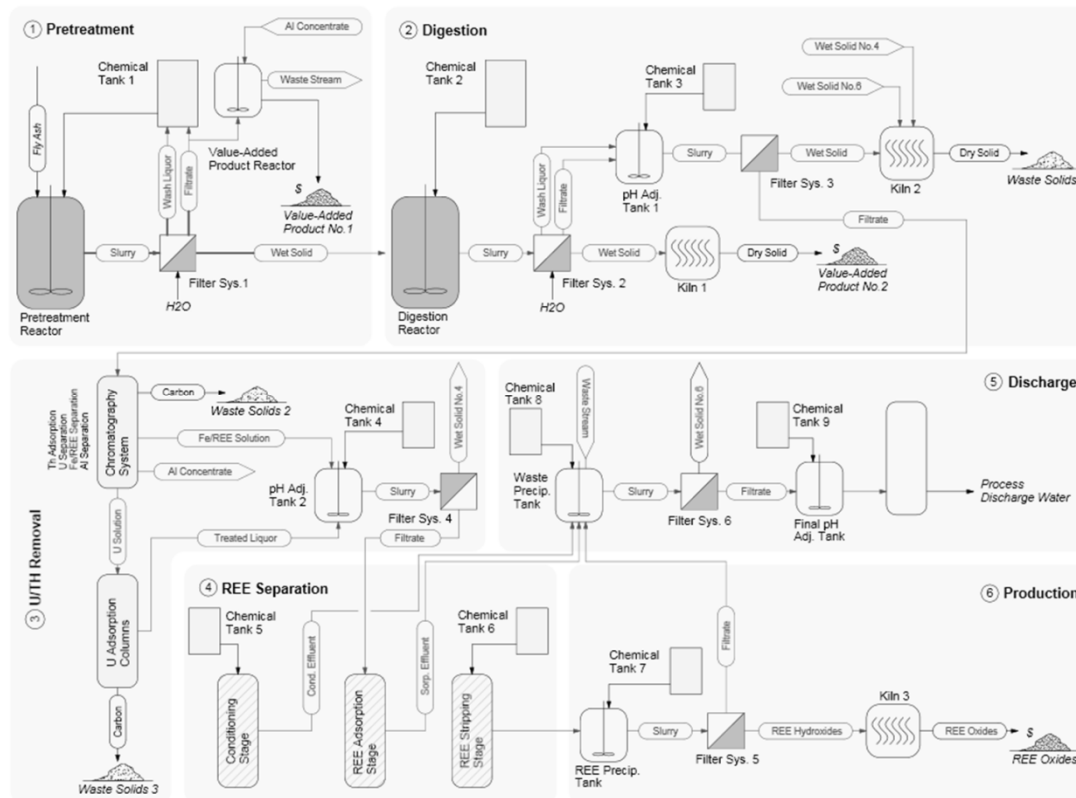 1 Pretreatment
Al Concentrate
Chemical
Tank 1
Waste Stream
Fly Ash
Wash Liquor
Filtrate
Value-Added
Product Reactor
$
Value-Added
Product No.1
Slurry
Wet Solid
Filter Sys.1
H2O
Pretreatment
Reactor
2 Digestion
Wet Solid No.4
Chemical
Tank 2
Chemical
Tank 3
Wet Solid No.6
Wash Liquor
Filtrate
pH Adj.
Tank 1
Slurry
Filter Sys. 3
Wet Solid
Kiln 2
Dry Solid
Waste Solids
Filtrate
Slurry
Filter Sys. 2
H2O
Wet Solid
Kiln 1
Dry Solid
$
Value-Added
Product No.2
Digestion
Reactor
3 U/TH Removal
Th Adsorption
U Separation
Fe/REE Separation
Al Separation
Chromatography
System
Carbon
Waste Solids 2
Fe/REE Solution
Al Concentrate
Chemical
Tank 4
Wet Solid No.4
pH Adj.
Tank 2
Slurry
Filter Sys. 4
Filtrate
U Solution
Treated Liquor
U Adsorption
Columns
Carbon
Waste Solids 3
5 Discharge
Chemical
Tank 8
Waste Stream
Wet Solid No.6
Chemical
Tank 9
Waste
Precip.
Tank
Slurry
Filter Sys. 6
Filtrate
Final pH
Adj. Tank
Process
Discharge Water
4 REE Separation
Chemical
Tank 5
Cond. Effluent
Sorp. Effluent
Chemical
Tank 6
Conditioning
Stage
REE Adsorption
Stage
REE Stripping
Stage
6 Production
Filtrate
Chemical
Tank 7
REE Precip.
Tank
Slurry
Filter Sys. 5
REE Hydroxides
Kiln 3
REE Oxides
$
REE Oxides